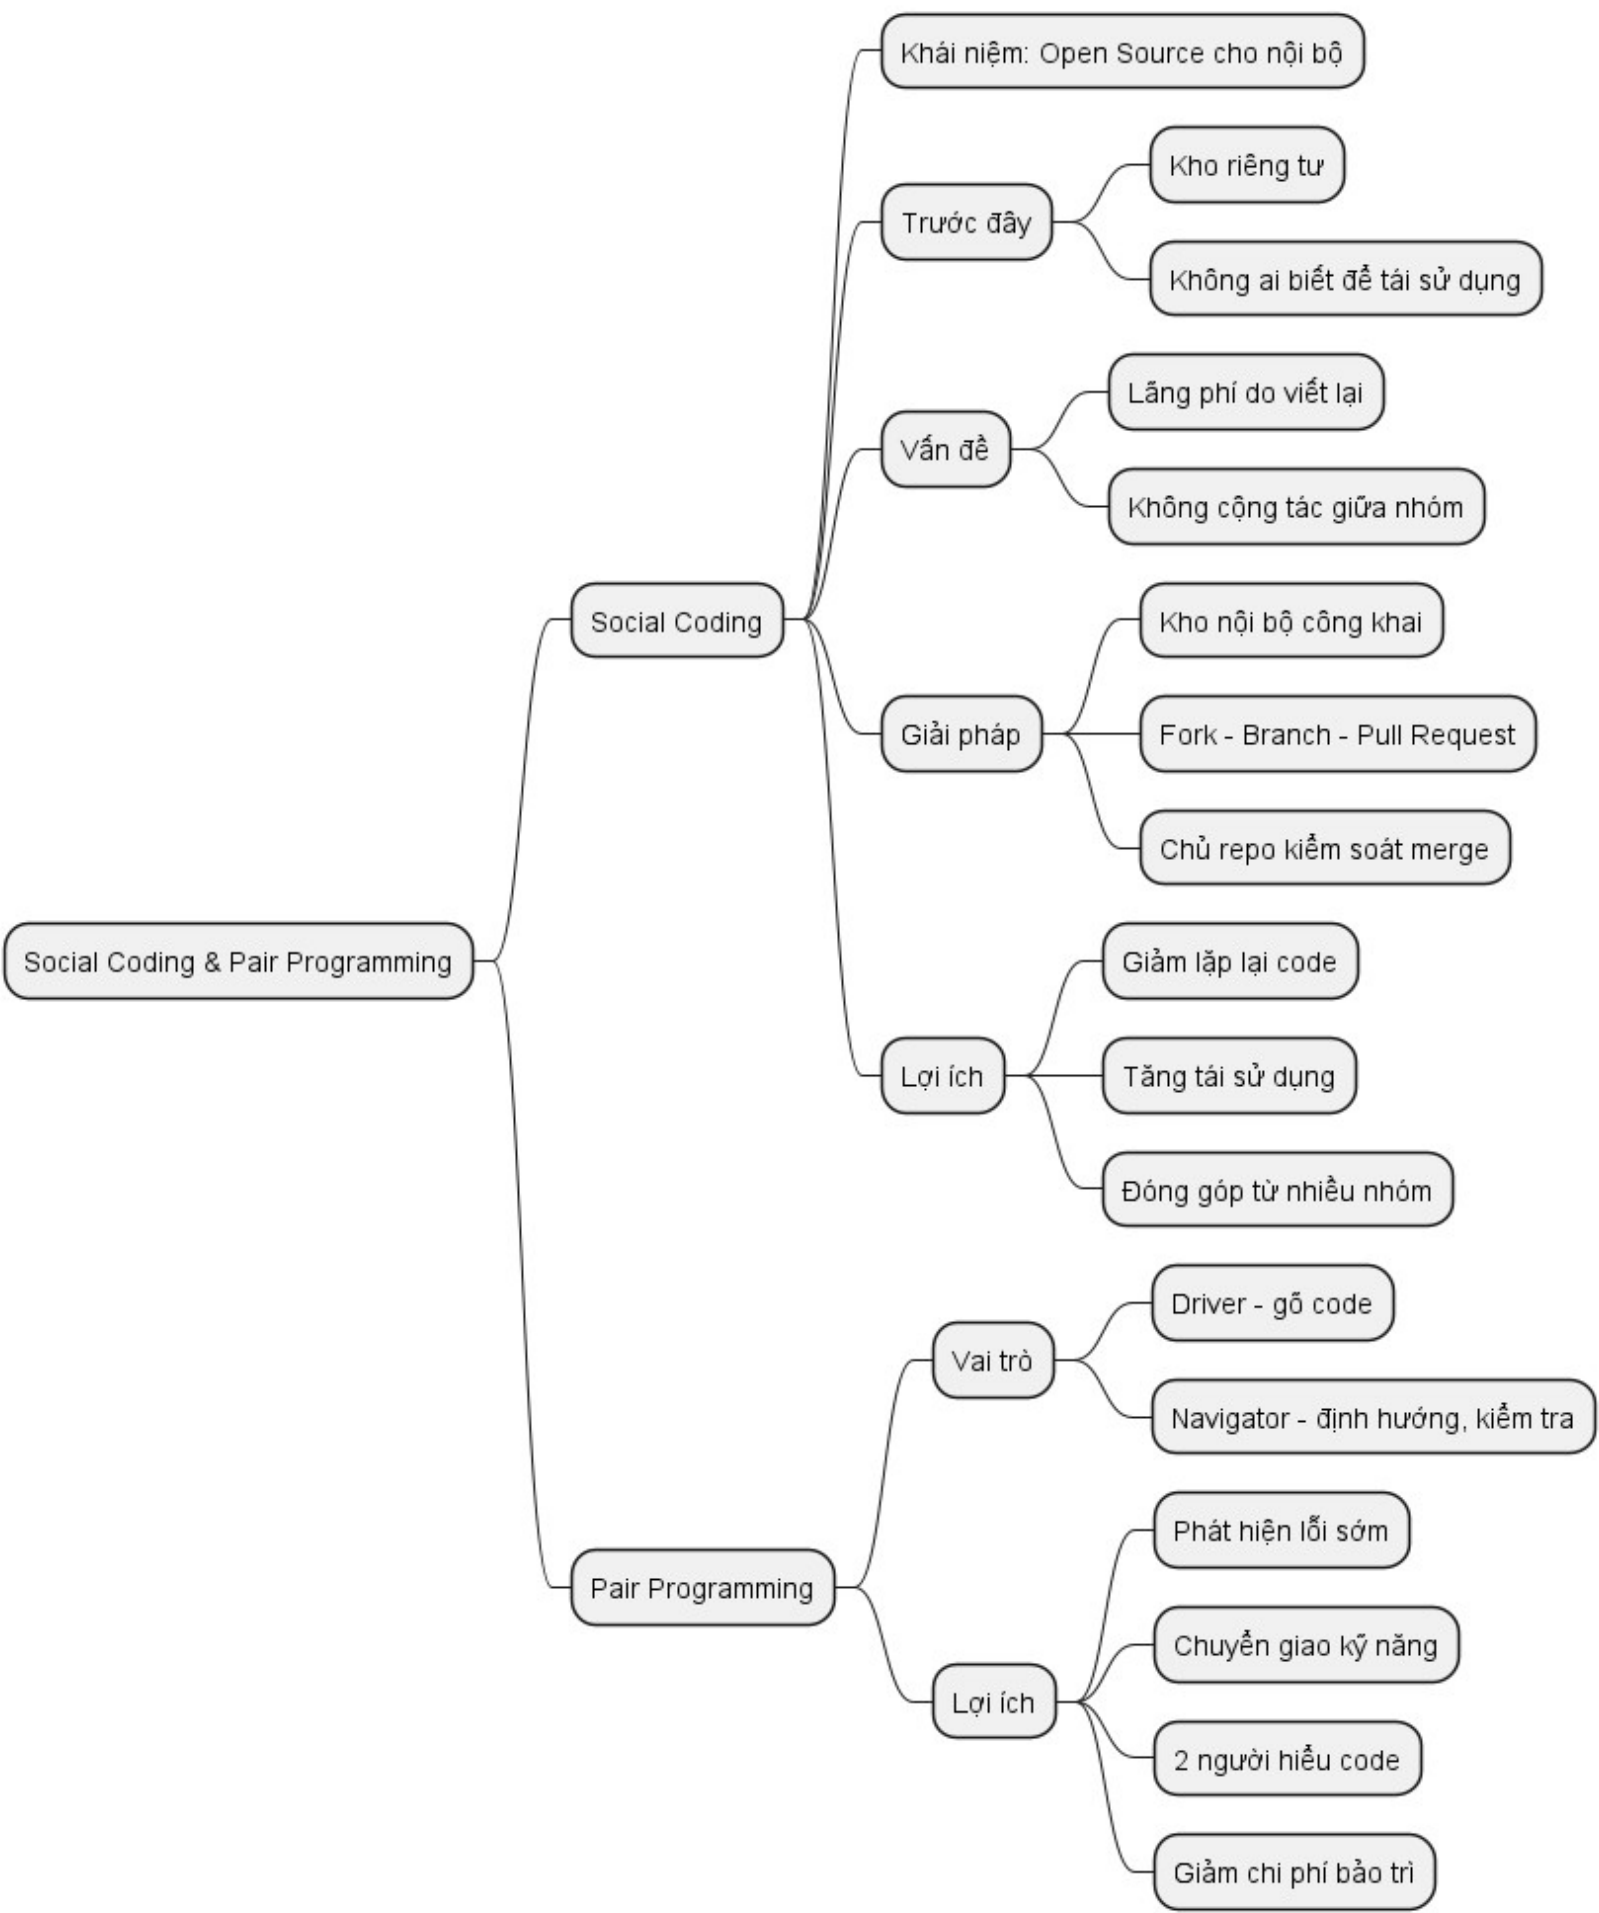 Social Coding & Pair Programming
Social Coding
Khái niệm: Open Source cho nội bộ
Trước đây
Kho riêng tư
Không ai biết để tái sử dụng
Vấn đề
Lãng phí do viết lại
Không cộng tác giữa nhóm
Giải pháp
Kho nội bộ công khai
Fork - Branch - Pull Request
Chủ repo kiểm soát merge
Lợi ích
Giảm lặp lại code
Tăng tái sử dụng
Đóng góp từ nhiều nhóm
Pair Programming
Vai trò
Driver - gõ code
Navigator - định hướng, kiểm tra
Lợi ích
Phát hiện lỗi sớm
Chuyển giao kỹ năng
2 người hiểu code
Giảm chi phí bảo trì